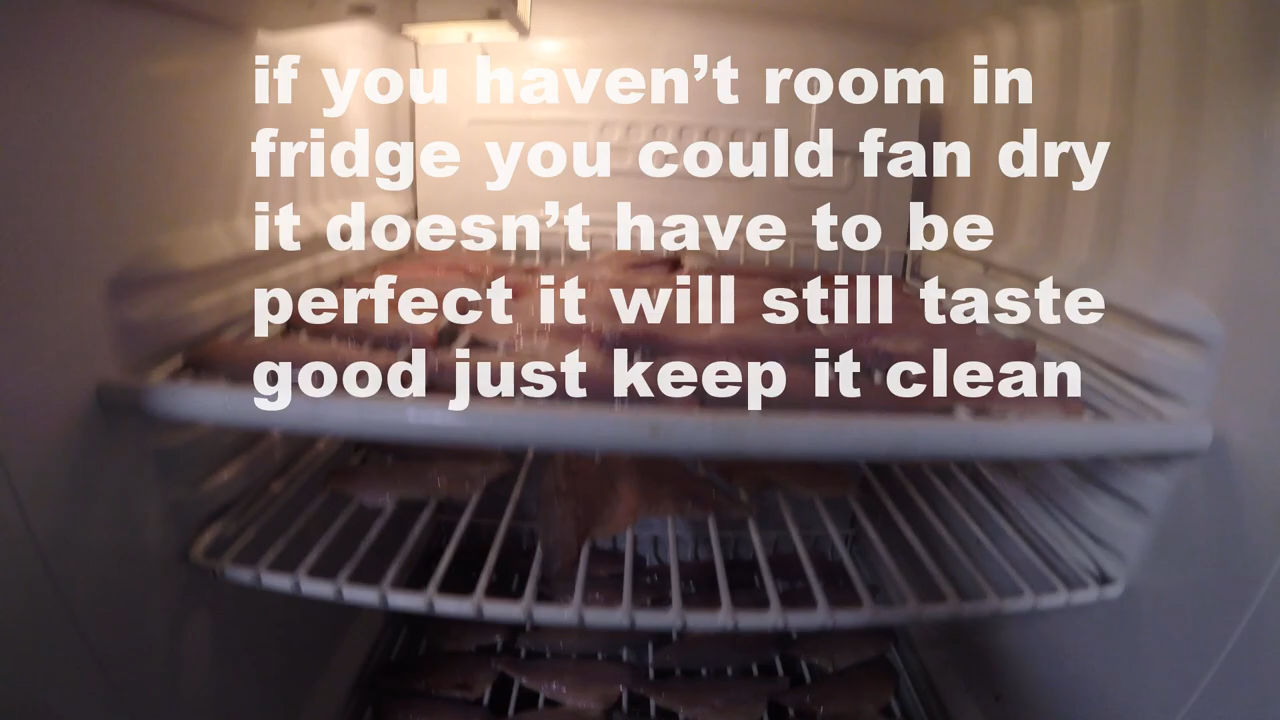 if you haven’t room in
fridge you could fan dry
it doesn’t have to be
perfect it will still taste
good just keep it clean